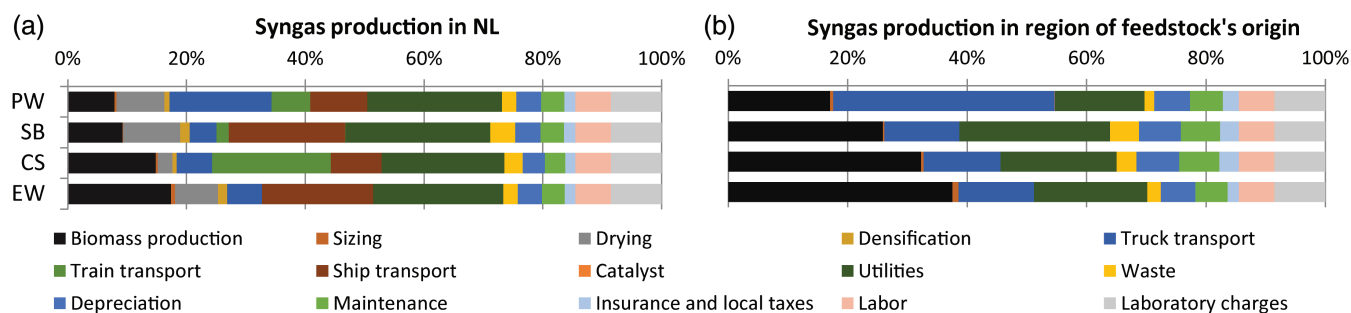 (a) Syngas production in NL
0% 20% 40% 60% 80% 100%
PW
SB
CS
EW
(b) Syngas production in region of feedstock's origin
0% 20% 40% 60% 80% 100%
Biomass production Sizing Drying Densification Truck transport
Train transport Ship transport Catalyst Utilities Waste
Depreciation Maintenance Insurance and local taxes Labor Laboratory charges